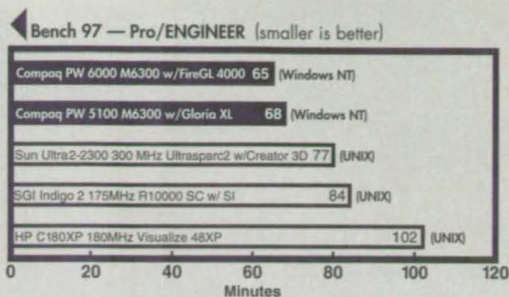 Bench 97 — Pro/ENGINEER (smaller is better)
Compaq PW 6000 M6300 w/FireGL 4000 65 (Windows NT)
Compaq PW 5100 M6300 w/Gloria XL 68 (Windows NT)
Sun Ultra2-2300 300 MHz Ultrasparc2 w/Creator 3D 77 (UNIX)
SGI Indigo 2 175MHz R10000 SC w/ SI 84 (UNIX)
HP C180XP 180MHz Visualize 48XP 102 (UNIX)
0 20 40 60 80 100 120
Minutes